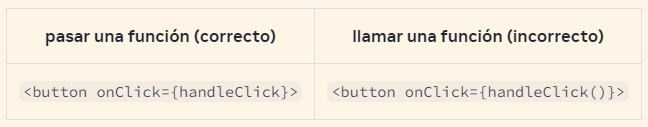 pasar una función (correcto) llamar una función (incorrecto)
<button onClick={handleClick}> <button onClick={handleClick()}>